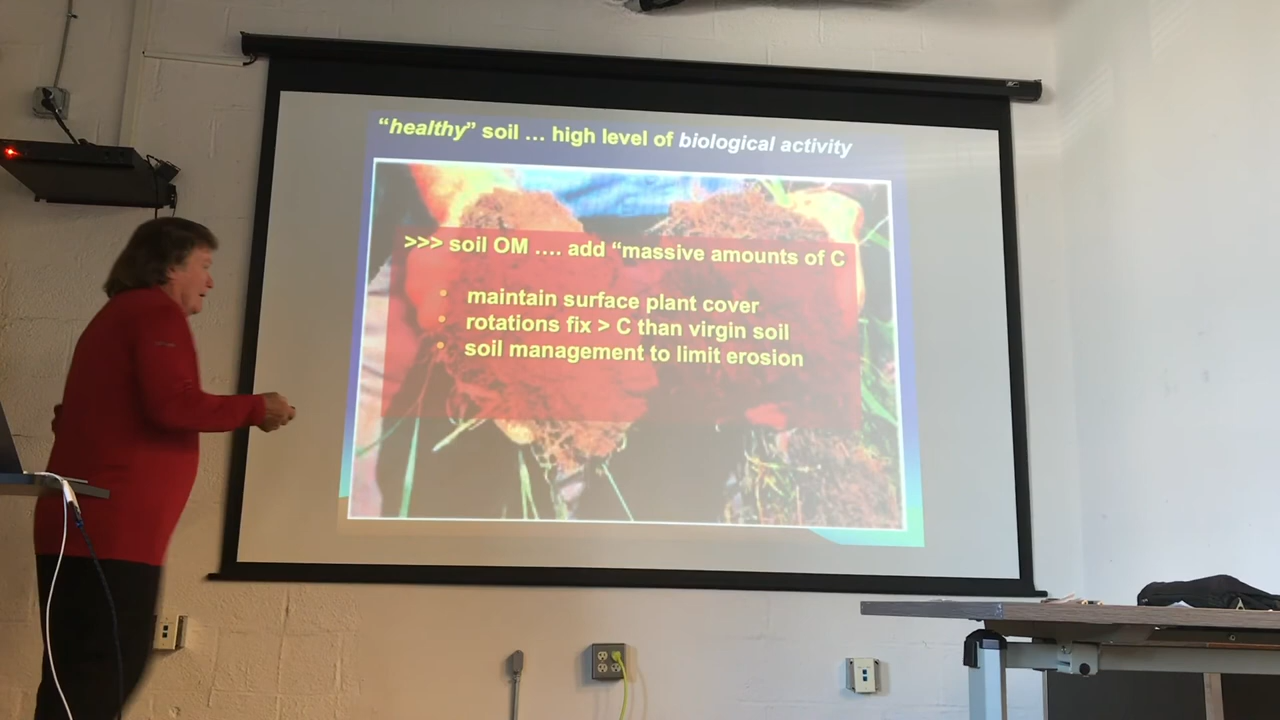 “healthy” soil ... high level of biological activity
>>> soil OM .... add “massive amounts of C
• maintain surface plant cover
• rotations fix > C than virgin soil
• soil management to limit erosion